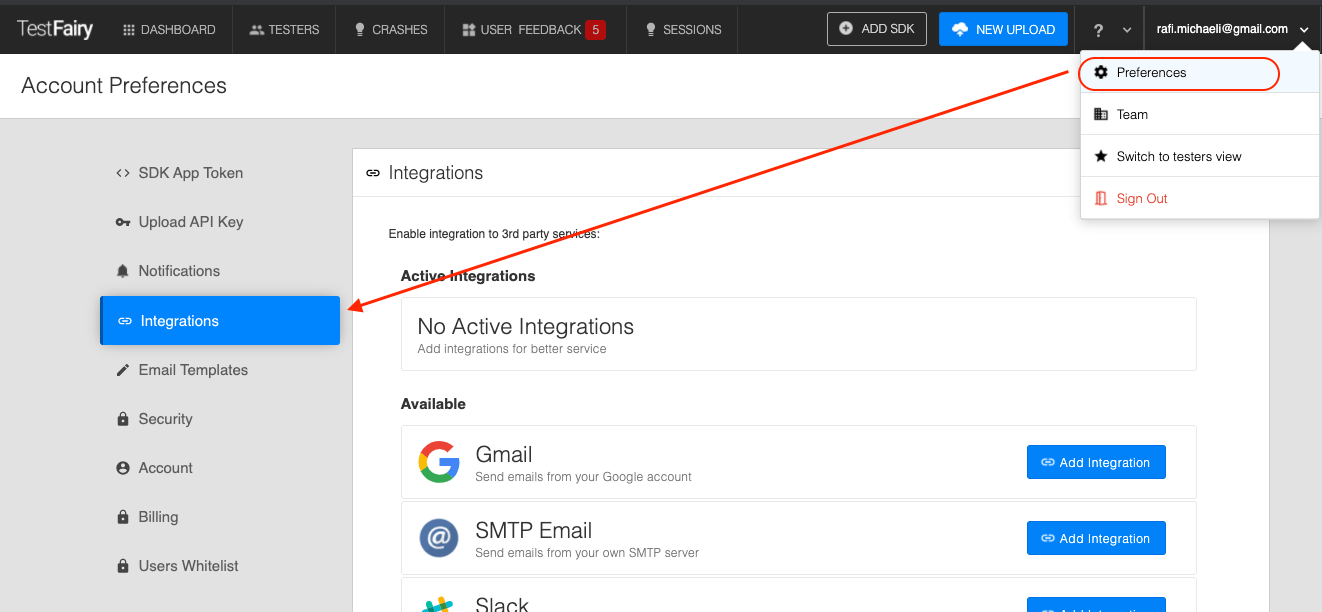 TestFairy DASHBOARD TESTERS CRASHES USER FEEDBACK 5 SESSIONS ADD SDK NEW UPLOAD ? rafi.michaeli@gmail.com
Preferences
Team
Switch to testers view
Sign Out
Account Preferences
SDK App Token
Upload API Key
Notifications
Integrations
Email Templates
Security
Account
Billing
Users Whitelist
Integrations
Enable integration to 3rd party services:
Active Integrations
No Active Integrations
Add integrations for better service
Available
Gmail
Send emails from your Google account
Add Integration
SMTP Email
Send emails from your own SMTP server
Add Integration
Slack
Add Integration